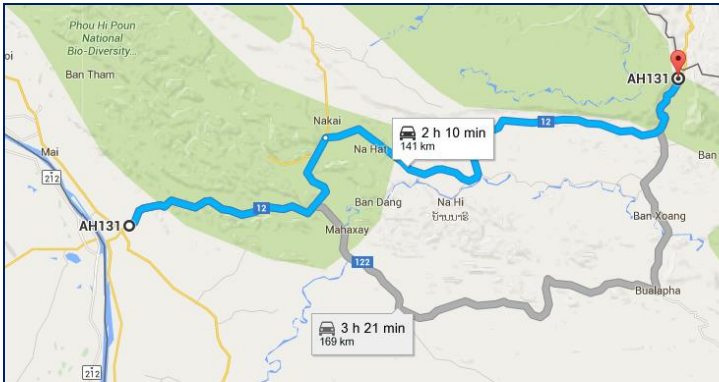 Phou Hi Poun
National
Bio-Diversity...
oi
Ban Tham
Mai
212
Nakai
Na Hat
2 h 10 min
141 km
12
AH131
Ban
AH131
12
Ban Dang
Na Hi
ບ້ານນາຮີ
Mahaxay
Ban Xoang
122
Bualapha
3 h 21 min
169 km
212